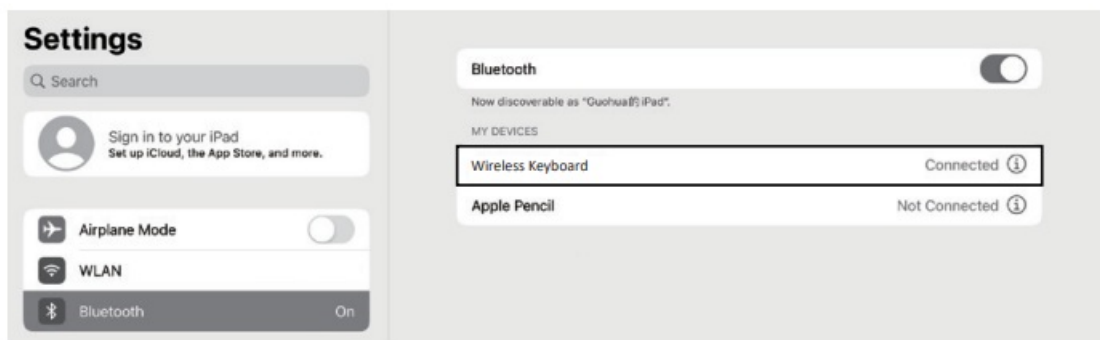 Settings
Search
Sign in to your iPad
Set up iCloud, the App Store, and more.
Airplane Mode
WLAN
Bluetooth On
Bluetooth
Now discoverable as "Guohua的 iPad".
MY DEVICES
Wireless Keyboard Connected
Apple Pencil Not Connected